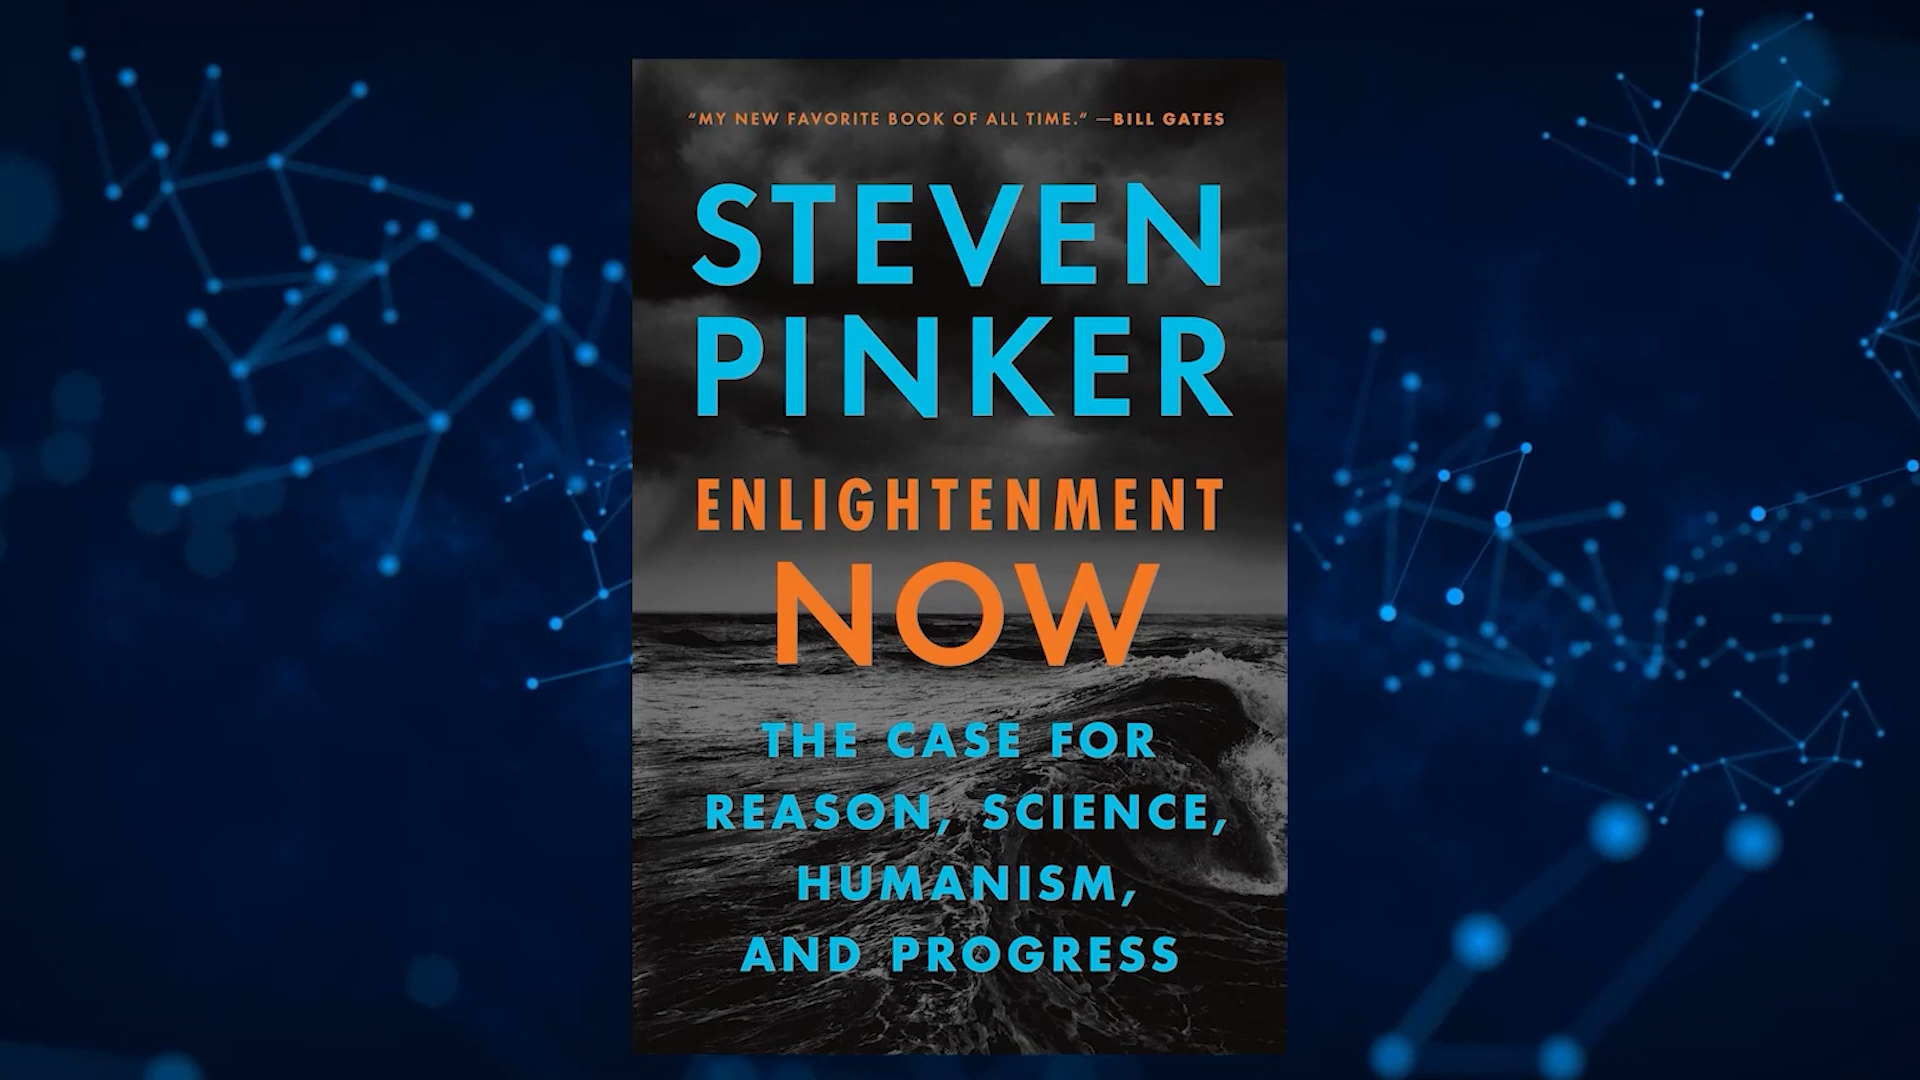 “MY NEW FAVORITE BOOK OF ALL TIME.” —BILL GATES
STEVEN
PINKER
ENLIGHTENMENT
NOW
THE CASE FOR
REASON, SCIENCE,
HUMANISM,
AND PROGRESS